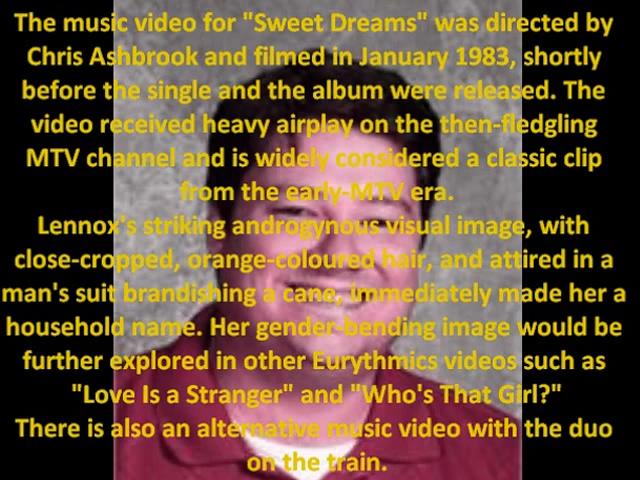 The music video for "Sweet Dreams" was directed by
Chris Ashbrook and filmed in January 1983, shortly
before the single and the album were released. The
video received heavy airplay on the then-fledgling
MTV channel and is widely considered a classic clip
from the early-MTV era.
Lennox's striking androgynous visual image, with
close-cropped, orange-coloured hair, and attired in a
man's suit brandishing a cane, immediately made her a
household name. Her gender-bending image would be
further explored in other Eurythmics videos such as
"Love Is a Stranger" and "Who's That Girl?"
There is also an alternative music video with the duo
on the train.